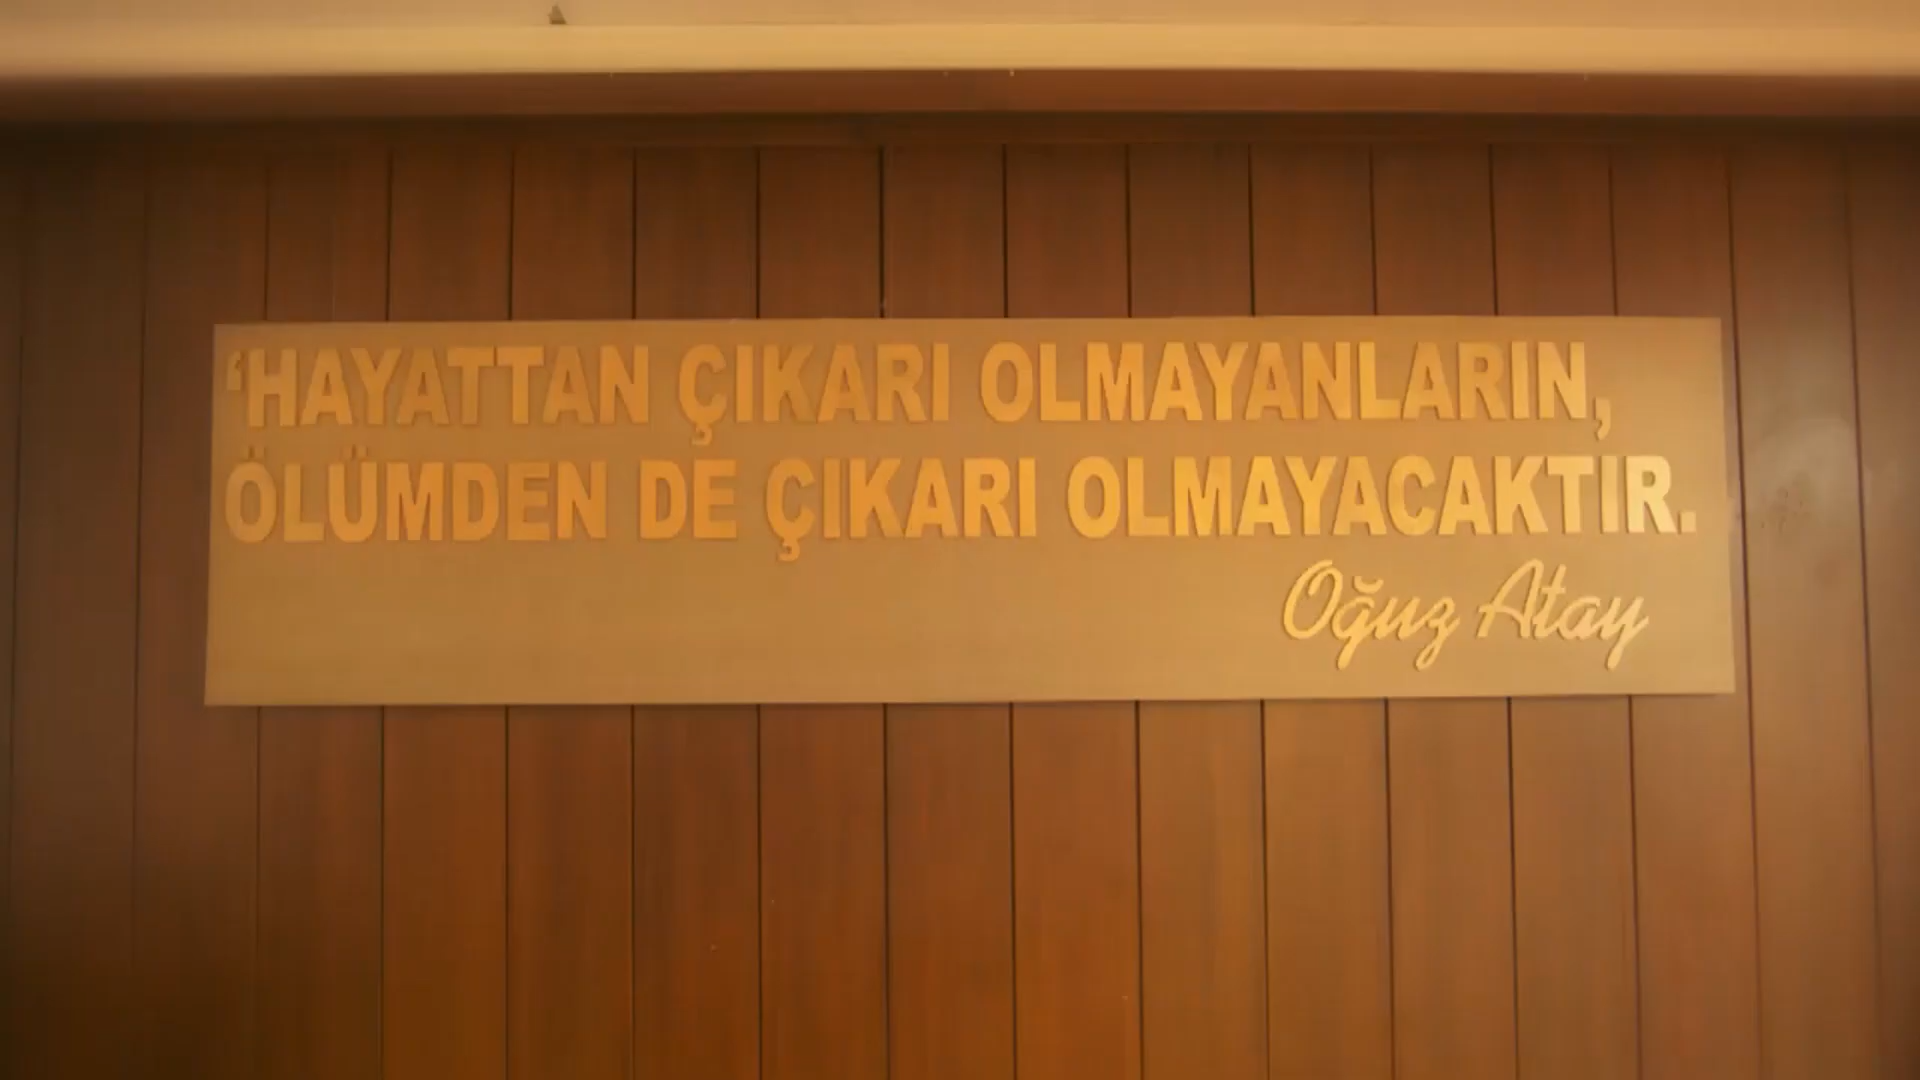 ‘HAYATTAN ÇIKARI OLMAYANLARIN,
ÖLÜMDEN DE ÇIKARI OLMAYACAKTIR.
Oğuz Atay